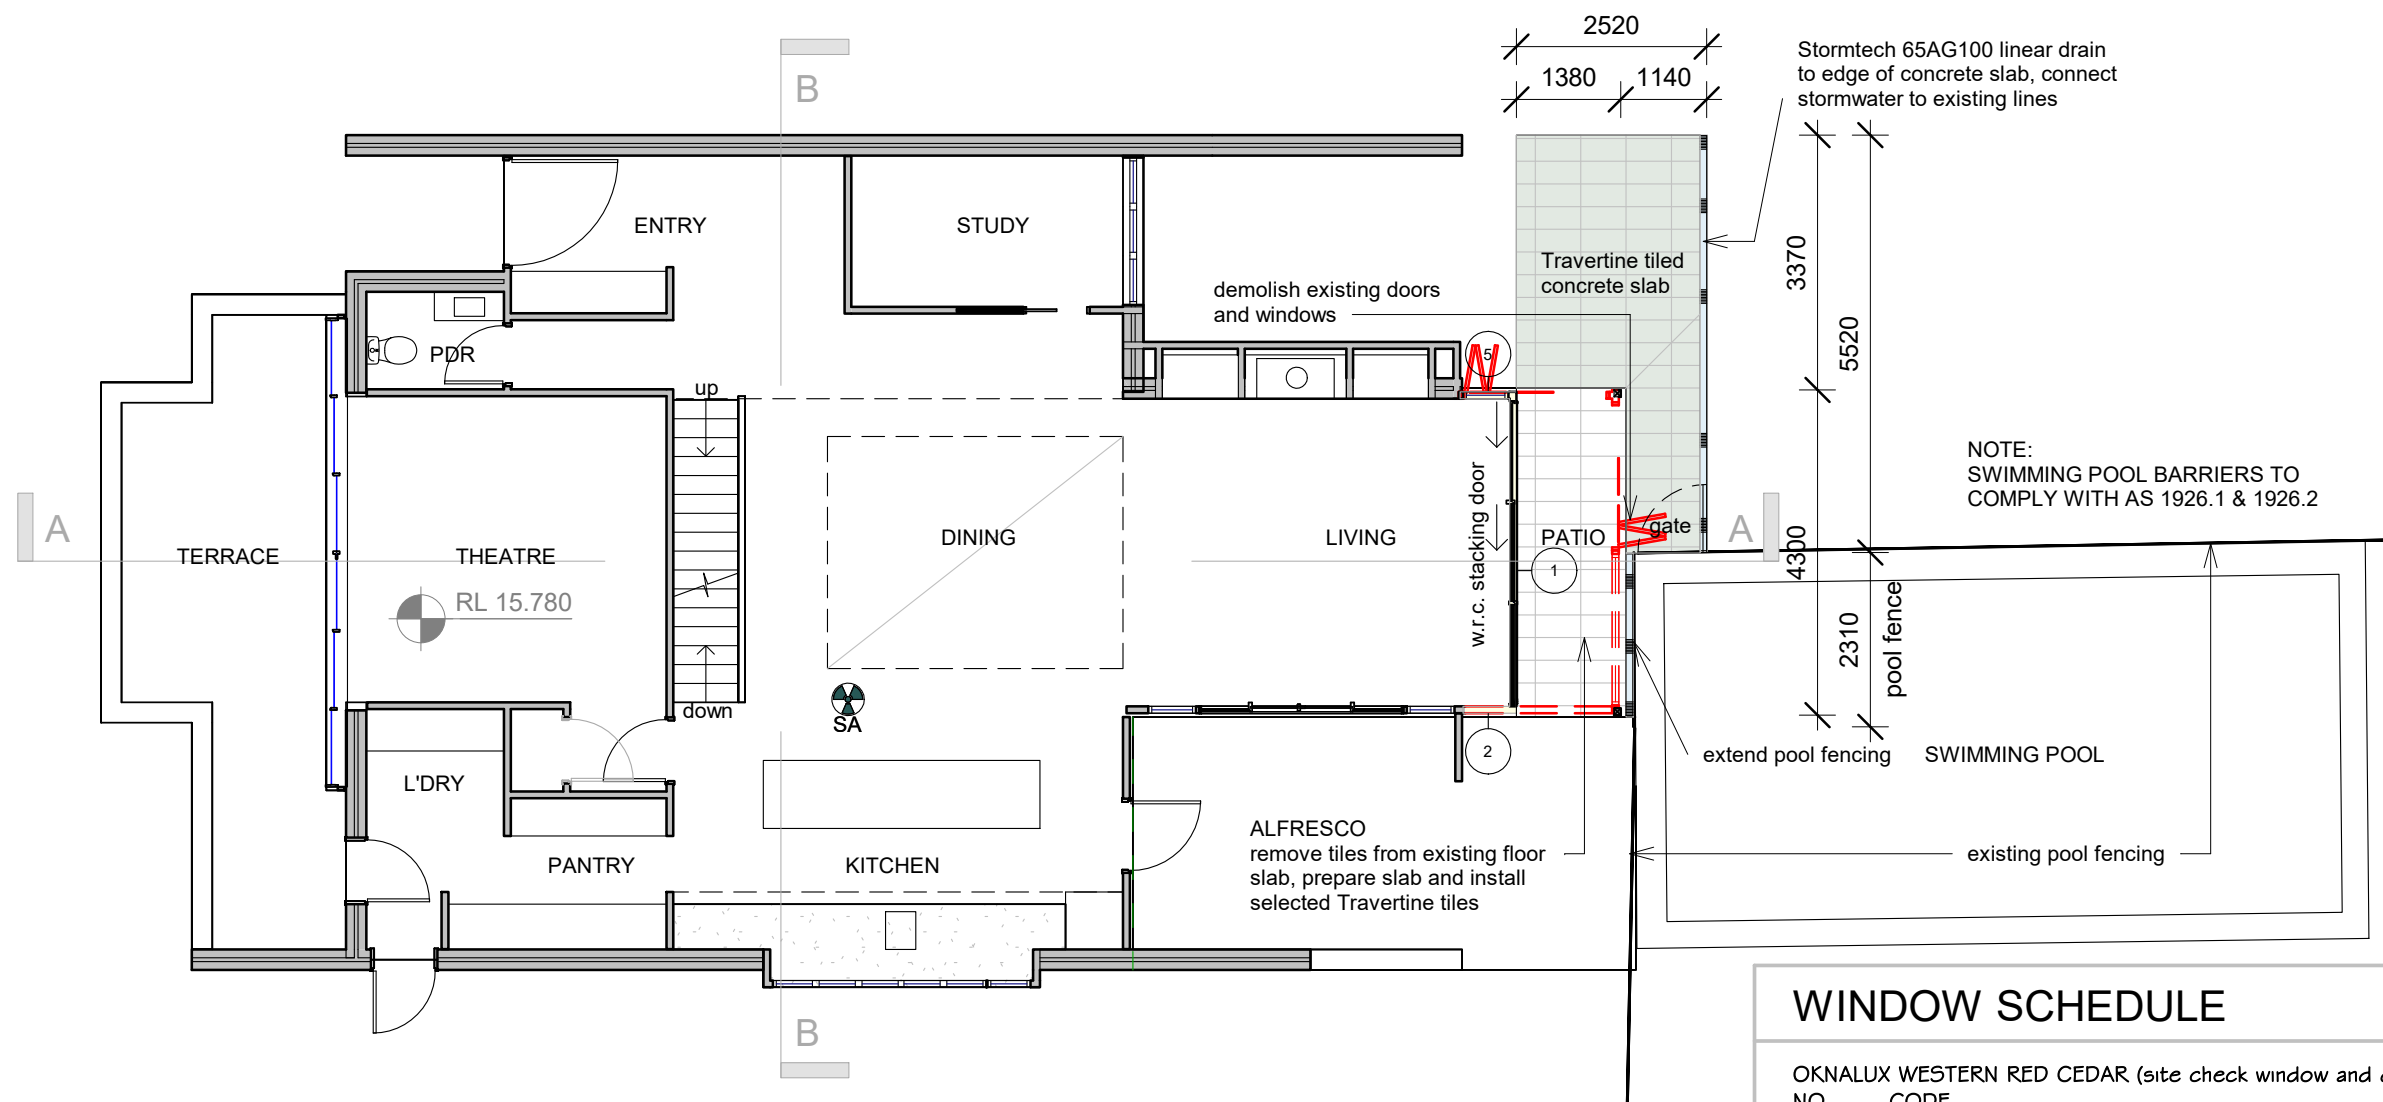 2520
1380
1140
Stormtech 65AG100 linear drain
to edge of concrete slab, connect
stormwater to existing lines
B
ENTRY
STUDY
Travertine tiled
concrete slab
3370
5520
demolish existing doors
and windows
PDR
5
up
NOTE:
SWIMMING POOL BARRIERS TO
COMPLY WITH AS 1926.1 & 1926.2
A
TERRACE
THEATRE
DINING
LIVING
w.r.c. stacking door
PATIO
gate
A
4300
1
RL 15.780
2310
pool fence
down
SA
2
extend pool fencing
SWIMMING POOL
L'DRY
PANTRY
KITCHEN
ALFRESCO
remove tiles from existing floor
slab, prepare slab and install
selected Travertine tiles
existing pool fencing
B
WINDOW SCHEDULE
OKNALUX WESTERN RED CEDAR (site check window and
NO. CODE